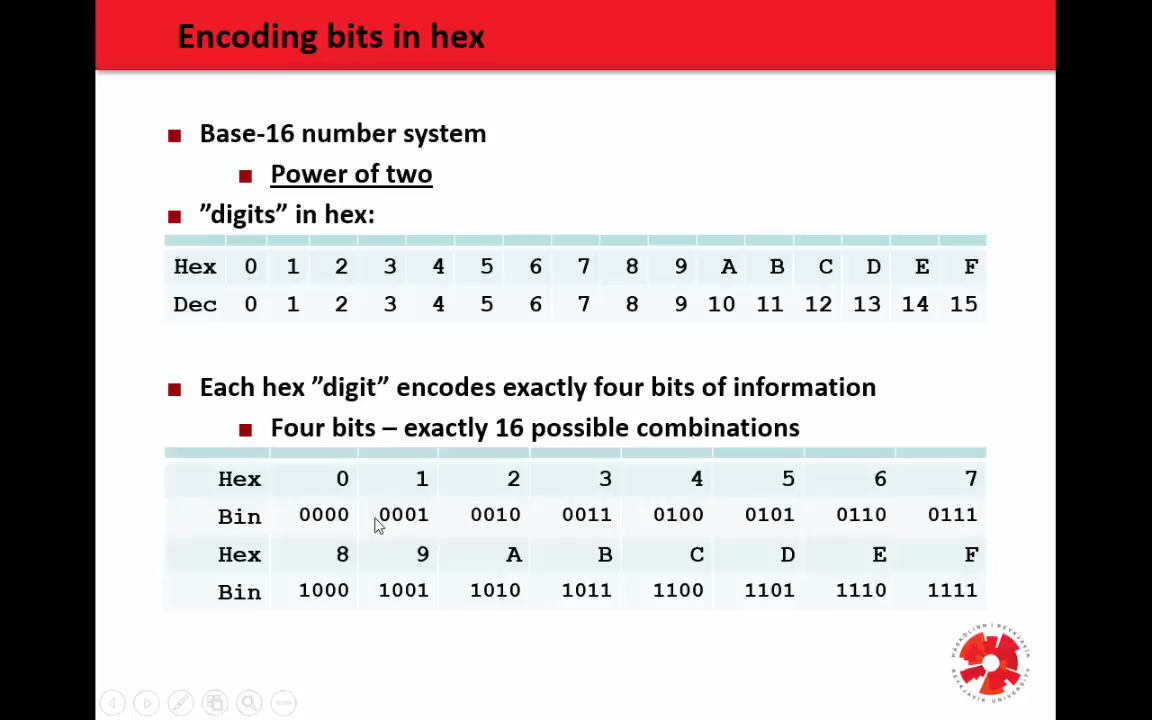 Encoding bits in hex
Base-16 number system
Power of two
”digits” in hex:
Hex 0 1 2 3 4 5 6 7 8 9 A B C D E F
Dec 0 1 2 3 4 5 6 7 8 9 10 11 12 13 14 15
Each hex ”digit” encodes exactly four bits of information
Four bits – exactly 16 possible combinations
Hex 0 1 2 3 4 5 6 7
Bin 0000 0001 0010 0011 0100 0101 0110 0111
Hex 8 9 A B C D E F
Bin 1000 1001 1010 1011 1100 1101 1110 1111
HÁSKÓLINN Í REYKJAVÍK
REYKJAVIK UNIVERSITY